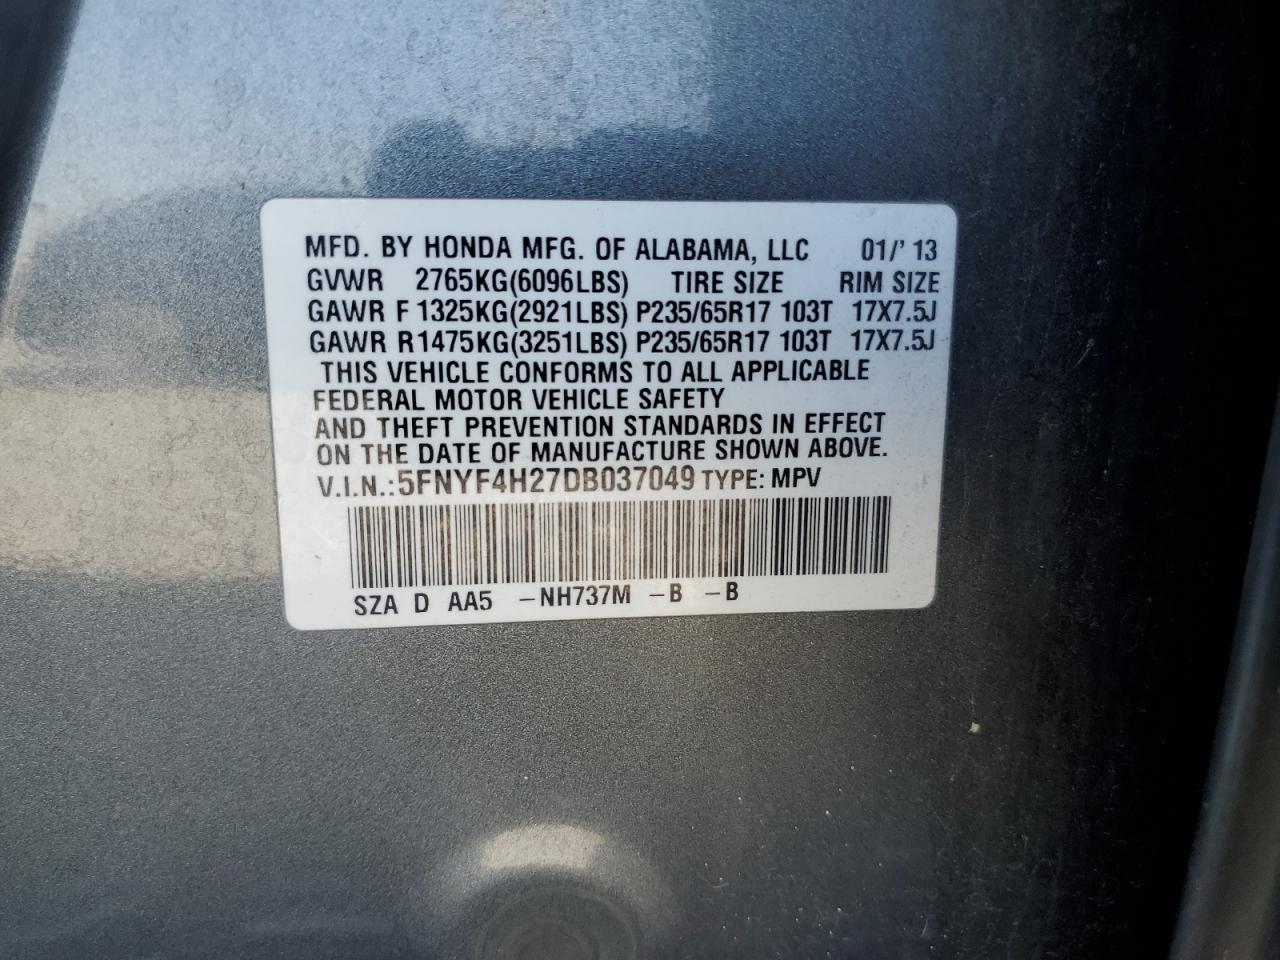 MFD. BY HONDA MFG. OF ALABAMA, LLC 01/' 13
GVWR 2765KG(6096LBS) TIRE SIZE RIM SIZE
GAWR F 1325KG(2921LBS) P235/65R17 103T 17X7.5J
GAWR R1475KG(3251LBS) P235/65R17 103T 17X7.5J
THIS VEHICLE CONFORMS TO ALL APPLICABLE
FEDERAL MOTOR VEHICLE SAFETY
AND THEFT PREVENTION STANDARDS IN EFFECT
ON THE DATE OF MANUFACTURE SHOWN ABOVE.
V.I.N.:5FNYF4H27DB037049 TYPE: MPV
SZA D AA5 -NH737M -B -B